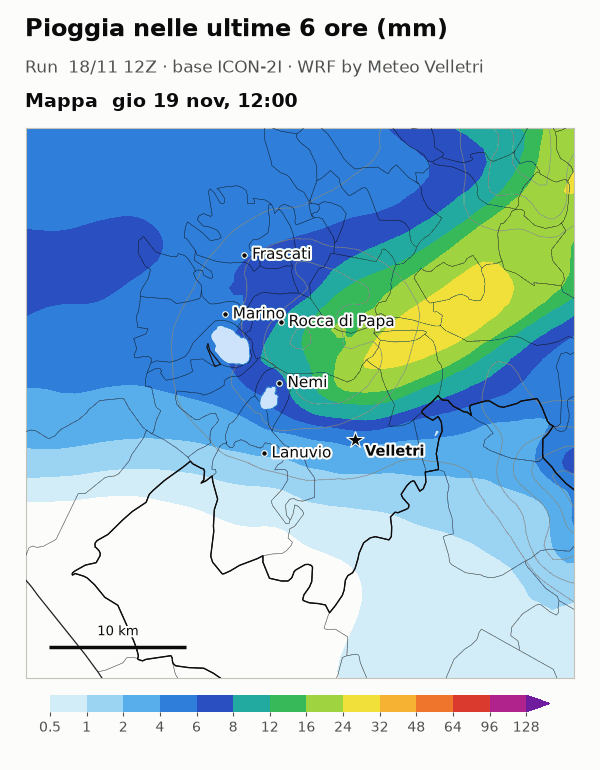 Pioggia nelle ultime 6 ore (mm)
Run  18/11 12Z · base ICON-2I · WRF by Meteo Velletri
Mappa  gio 19 nov, 12:00
Frascati
Marino
Rocca di Papa
Nemi
Velletri
Lanuvio
10 km
0.5 1 2 4 6 8 12 16 24 32 48 64 96 128